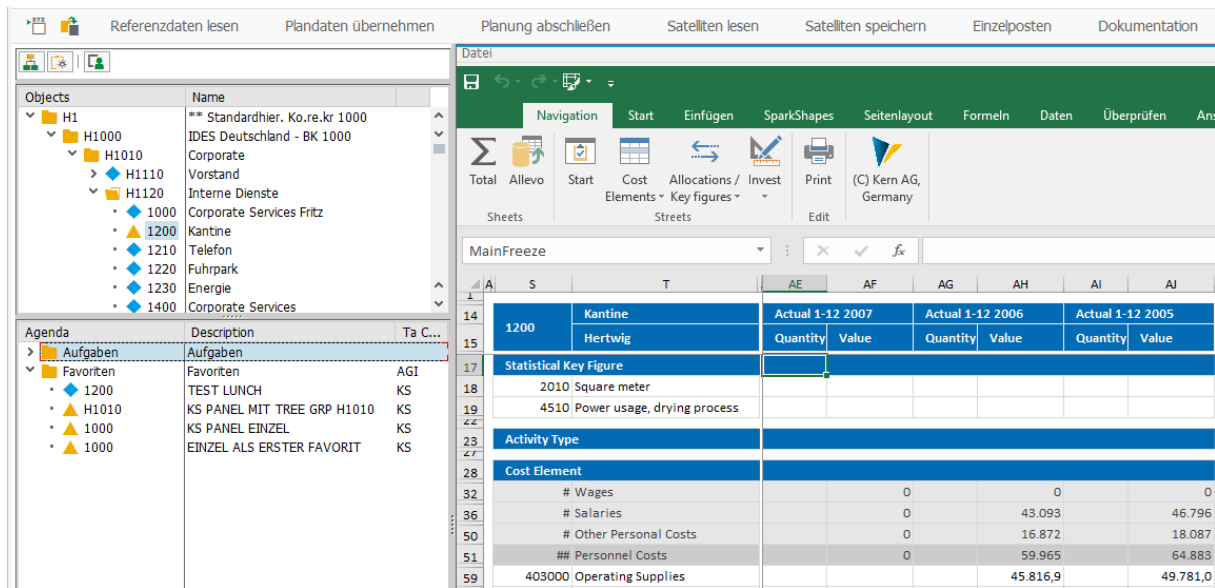 Referenzdaten lesen Plandaten übernehmen Planung abschließen Satelliten lesen Satelliten speichern Einzelposten Dokumentation
Objects Name
H1 ** Standardhier. Ko.re.kr 1000
H1000 IDES Deutschland - BK 1000
H1010 Corporate
H1110 Vorstand
H1120 Interne Dienste
1000 Corporate Services Fritz
1200 Kantine
1210 Telefon
1220 Fuhrpark
1230 Energie
1400 Corporate Services
Agenda Description Ta C...
Aufgaben Aufgaben
Favoriten Favoriten AGI
1200 TEST LUNCH KS
H1010 KS PANEL MIT TREE GRP H1010 KS
1000 KS PANEL EINZEL KS
1000 EINZEL ALS ERSTER FAVORIT KS
Datei
Navigation Start Einfügen SparkShapes Seitenlayout Formeln Daten Überprüfen Ans
Total Allevo Start Cost Elements Allocations / Key figures Invest Print (C) Kern AG, Germany
Sheets Streets Edit
MainFreeze fx
A S T AE AF AG AH AI AJ
1
14 Kantine Actual 1-12 2007 Actual 1-12 2006 Actual 1-12 2005
1200
15 Hertwig Quantity Value Quantity Value Quantity Value
17 Statistical Key Figure
18 2010 Square meter
19 4510 Power usage, drying process
22
23 Activity Type
27
28 Cost Element
32 # Wages 0 0 0
36 # Salaries 0 43.093 46.796
50 # Other Personal Costs 0 16.872 18.087
51 ## Personnel Costs 0 59.965 64.883
59 403000 Operating Supplies 45.816,9 49.781,0